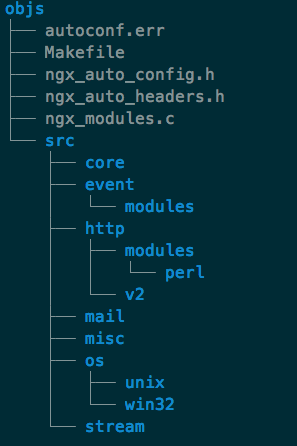 objs
├── autoconf.err
├── Makefile
├── ngx_auto_config.h
├── ngx_auto_headers.h
├── ngx_modules.c
└── src
    ├── core
    ├── event
    │   └── modules
    ├── http
    │   ├── modules
    │   │   └── perl
    │   └── v2
    ├── mail
    ├── misc
    ├── os
    │   ├── unix
    │   └── win32
    └── stream